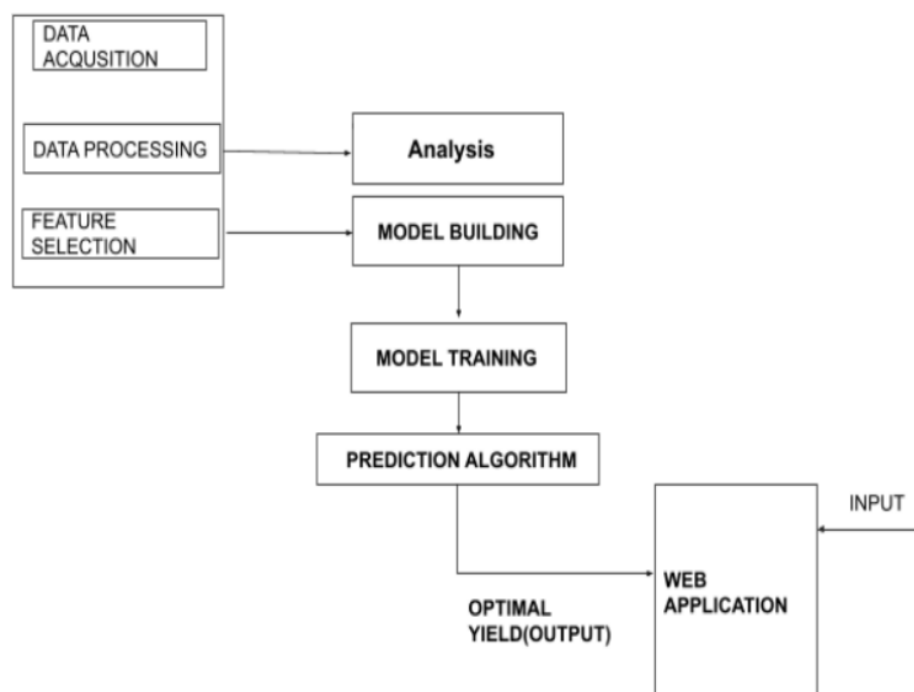 DATA
ACQUSITION
DATA PROCESSING
FEATURE
SELECTION
Analysis
MODEL BUILDING
MODEL TRAINING
PREDICTION ALGORITHM
INPUT
WEB
APPLICATION
OPTIMAL
YIELD(OUTPUT)